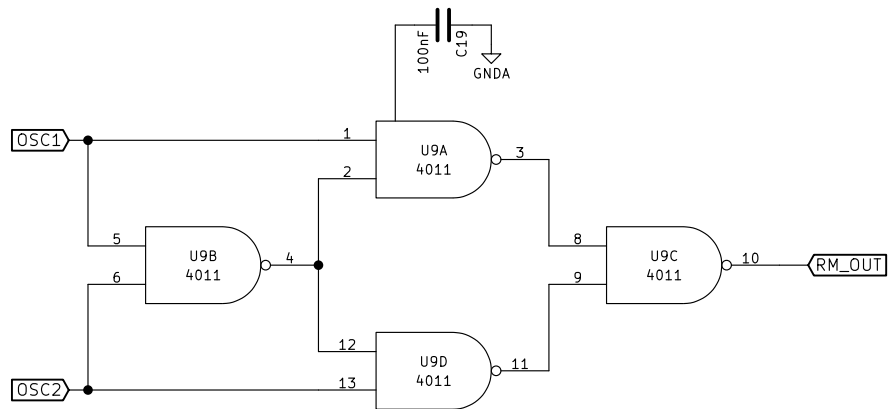 100nF
C19
GNDA
OSC1
1
U9A
4011
3
2
5
U9B
4011
4
6
8
U9C
4011
10
RM_OUT
9
12
U9D
4011
11
13
OSC2